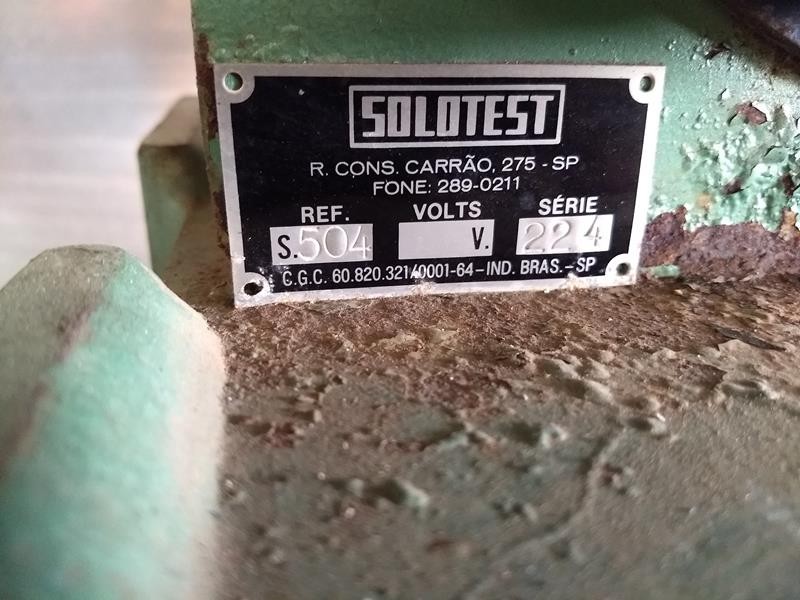 SOLOTEST
R. CONS. CARRÃO, 275 - SP
FONE: 289-0211
REF. VOLTS SÉRIE
S.504 V. 224
C.G.C. 60.820.321/0001-64 - IND. BRAS. - SP